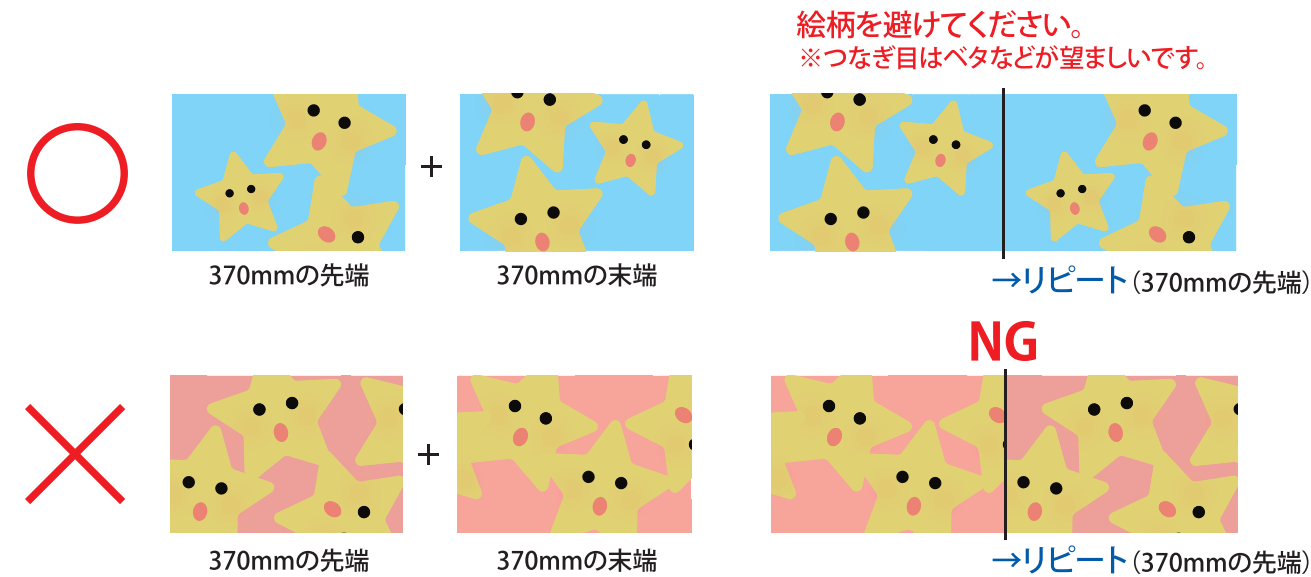 絵柄を避けてください。
※つなぎ目はベタなどが望ましいです。
+
370mmの先端
370mmの末端
→リピート(370mmの先端)
NG
+
370mmの先端
370mmの末端
→リピート(370mmの先端)